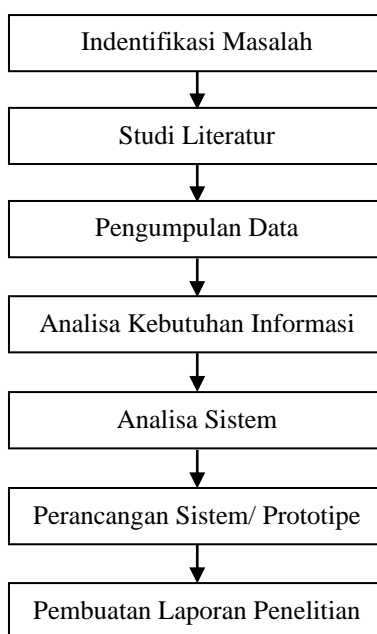 Indentifikasi Masalah
Studi Literatur
Pengumpulan Data
Analisa Kebutuhan Informasi
Analisa Sistem
Perancangan Sistem/ Prototipe
Pembuatan Laporan Penelitian